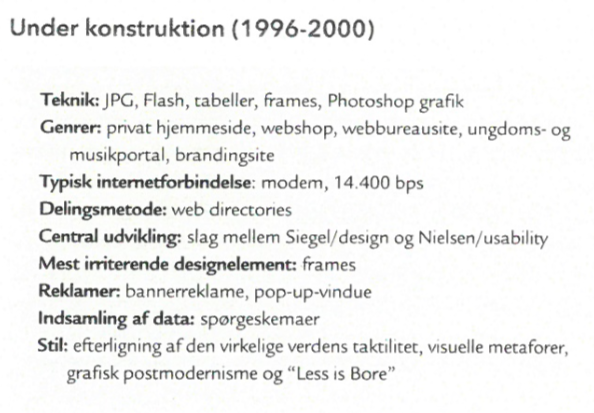 Under konstruktion (1996-2000)
Teknik: JPG, Flash, tabeller, frames, Photoshop grafik
Genrer: privat hjemmeside, webshop, webbureausite, ungdoms- og
musikportal, brandingsite
Typisk internetforbindelse: modem, 14.400 bps
Delingsmetode: web directories
Central udvikling: slag mellem Siegel/design og Nielsen/usability
Mest irriterende designelement: frames
Reklamer: bannerreklame, pop-up-vindue
Indsamling af data: spørgeskemaer
Stil: efterligning af den virkelige verdens taktilitet, visuelle metaforer,
grafisk postmodernisme og “Less is Bore”